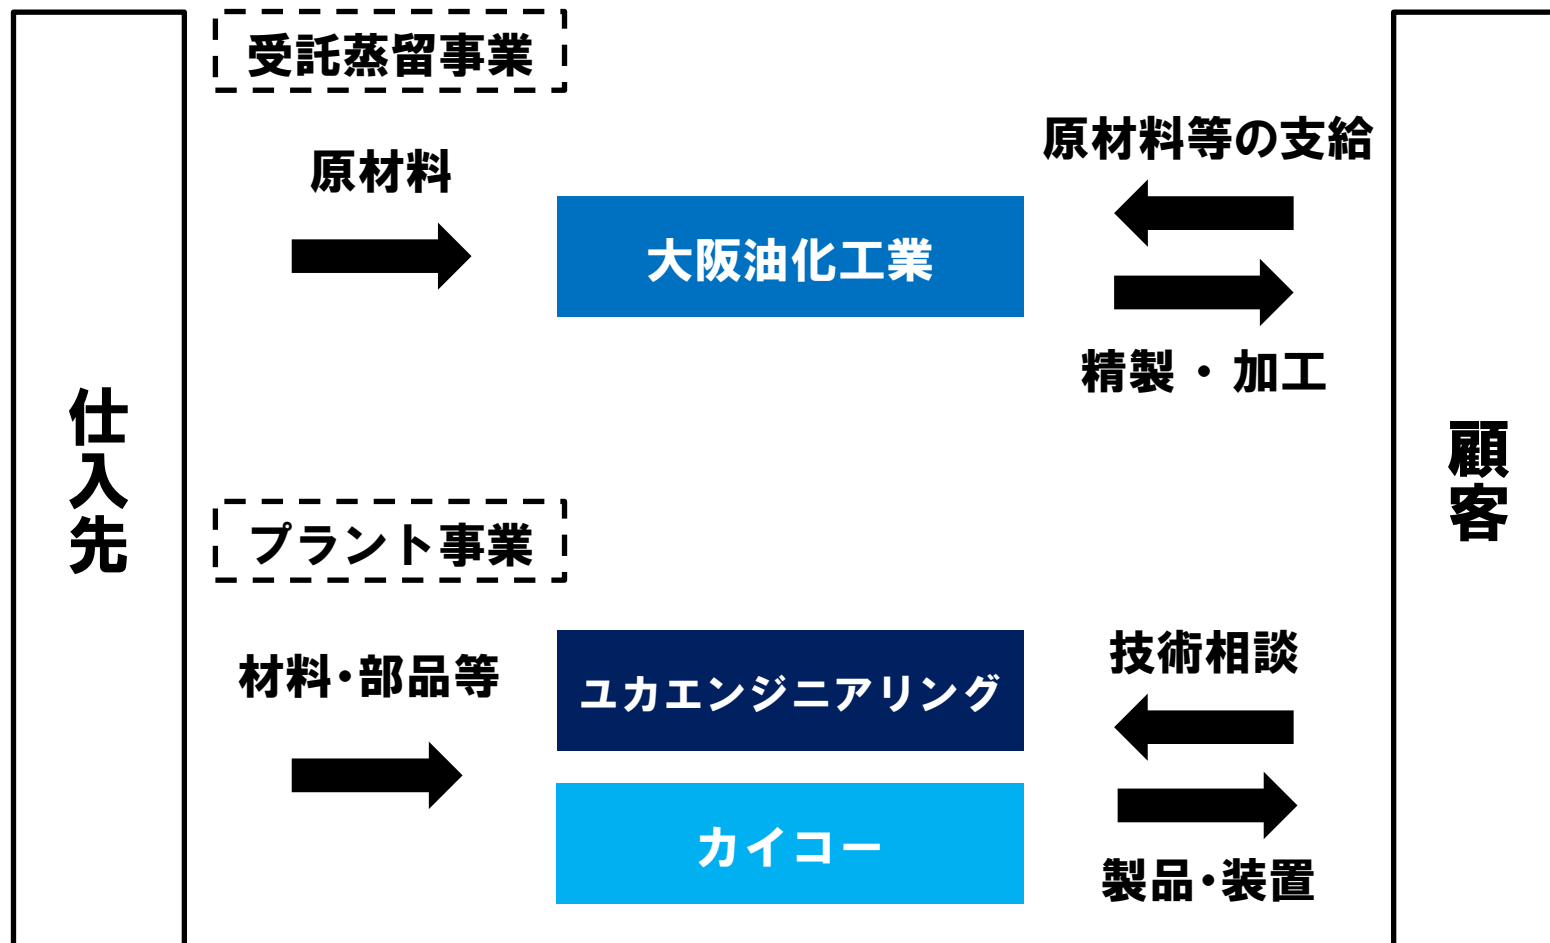 仕入先
受託蒸留事業
原材料
大阪油化工業
原材料等の支給
精製・加工
プラント事業
材料・部品等
ユカエンジニアリング
カイコー
技術相談
製品・装置
顧客